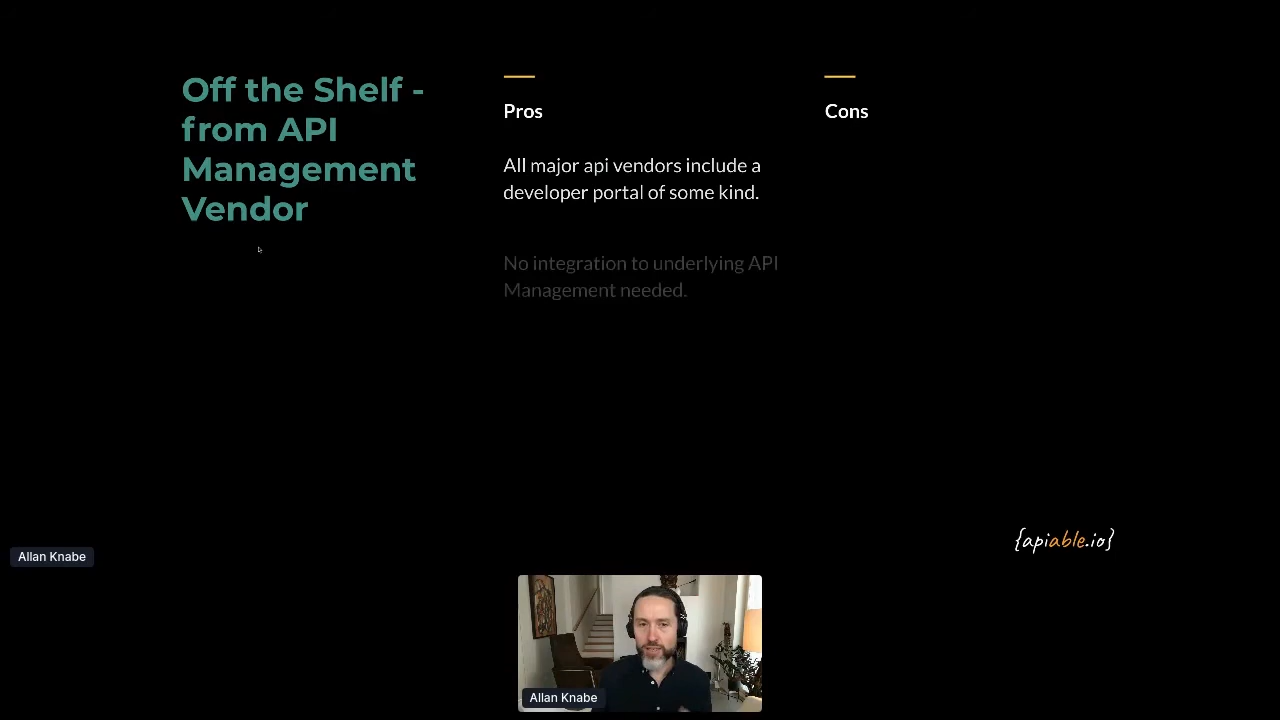 Off the Shelf -
from API
Management
Vendor
Pros
All major api vendors include a
developer portal of some kind.
No integration to underlying API
Management needed.
Cons
{apiable.io}
Allan Knabe
Allan Knabe